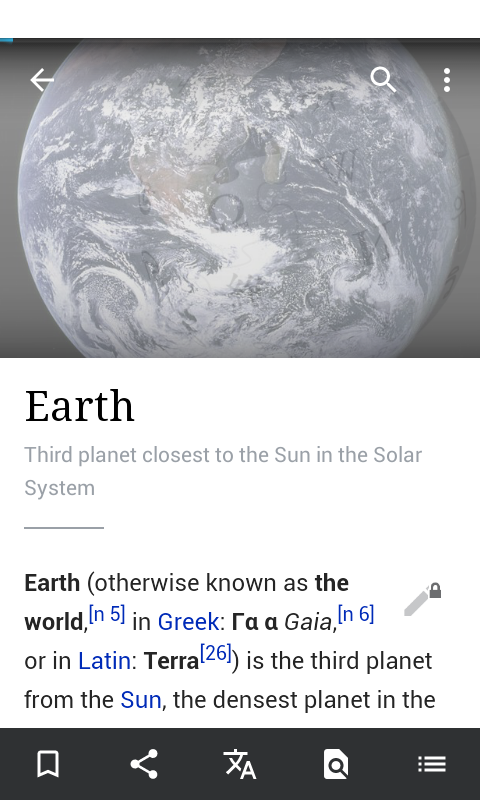 Earth
Third planet closest to the Sun in the Solar
System
Earth (otherwise known as the
world,[n 5] in Greek: Γα α Gaia,[n 6]
or in Latin: Terra[26]) is the third planet
from the Sun, the densest planet in the